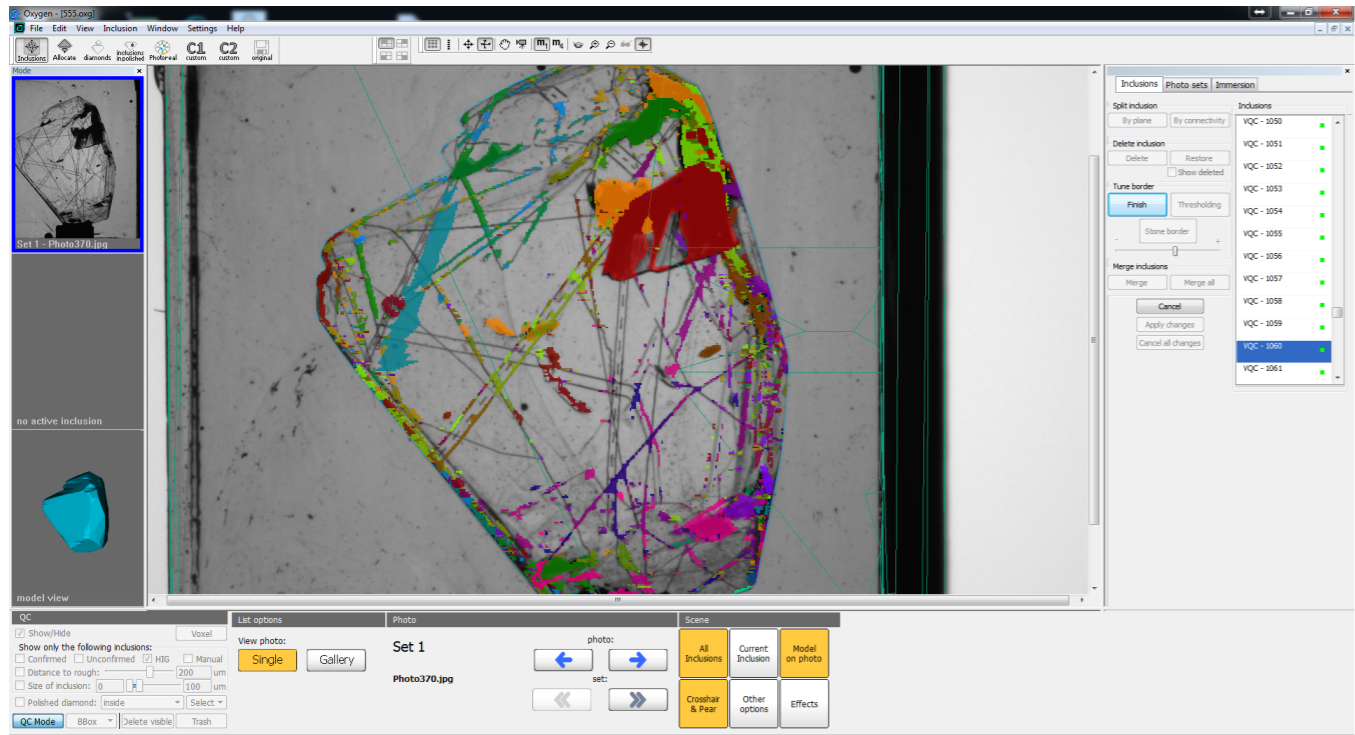 Oxygen - [555.oxg]
File Edit View Inclusion Window Settings Help
Inclusions Allocate diamonds inclusions inpolished Photoreal C1 custom C2 custom original
m
Mode
Set 1 - Photo370.jpg
no active inclusion
model view
Inclusions Photo sets Immersion
Split inclusion
By plane By connectivity
Delete inclusion
Delete Restore
Show deleted
Tune border
Finish Thresholding
Stone border
- +
Merge inclusions
Merge Merge all
Cancel
Apply changes
Cancel all changes
Inclusions
VQC - 1050
VQC - 1051
VQC - 1052
VQC - 1053
VQC - 1054
VQC - 1055
VQC - 1056
VQC - 1057
VQC - 1058
VQC - 1059
VQC - 1060
VQC - 1061
QC
Show/Hide Voxel
Show only the following inclusions:
Confirmed Unconfirmed HIG Manual
Distance to rough: 200 um
Size of inclusion: 0 100 um
Polished diamond: inside Select
QC Mode BBox Delete visible Trash
List options
View photo:
Single Gallery
Photo
Set 1
Photo370.jpg
photo:
set:
Scene
All Inclusions
Current Inclusion
Model on photo
Crosshair & Pear
Other options
Effects